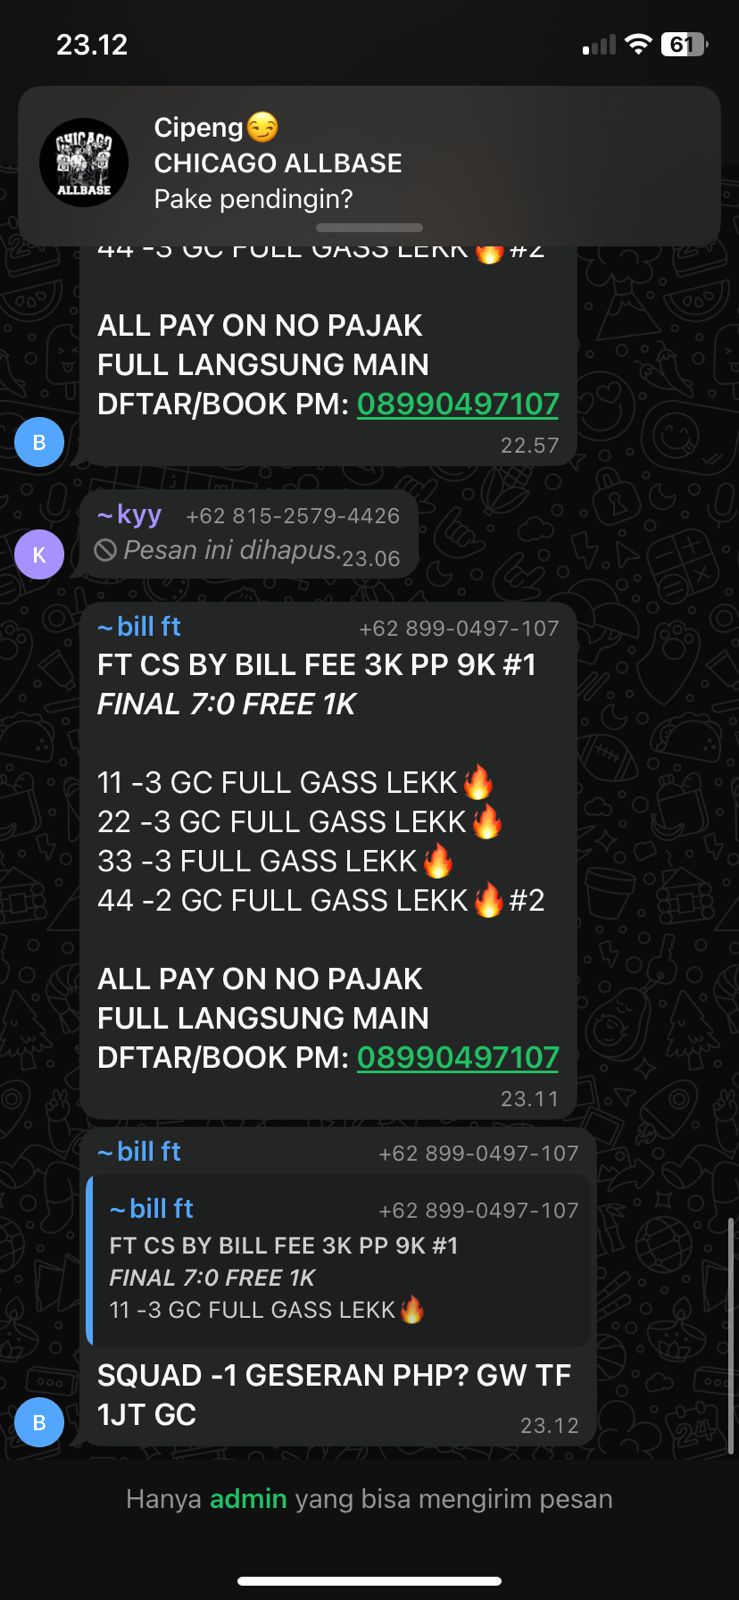 23.12
61
CHICAGO
ALLBASE
Cipeng😏
CHICAGO ALLBASE
Pake pendingin?
44 -3 GC FULL GASS LEKK🔥#2
ALL PAY ON NO PAJAK
FULL LANGSUNG MAIN
DFTAR/BOOK PM: 08990497107
22.57
B
~kyy +62 815-2579-4426
Pesan ini dihapus. 23.06
K
~bill ft +62 899-0497-107
FT CS BY BILL FEE 3K PP 9K #1
FINAL 7:0 FREE 1K
11 -3 GC FULL GASS LEKK🔥
22 -3 GC FULL GASS LEKK🔥
33 -3 FULL GASS LEKK🔥
44 -2 GC FULL GASS LEKK🔥#2
ALL PAY ON NO PAJAK
FULL LANGSUNG MAIN
DFTAR/BOOK PM: 08990497107
23.11
~bill ft +62 899-0497-107
~bill ft +62 899-0497-107
FT CS BY BILL FEE 3K PP 9K #1
FINAL 7:0 FREE 1K
11 -3 GC FULL GASS LEKK🔥
SQUAD -1 GESERAN PHP? GW TF
1JT GC
23.12
B
Hanya admin yang bisa mengirim pesan